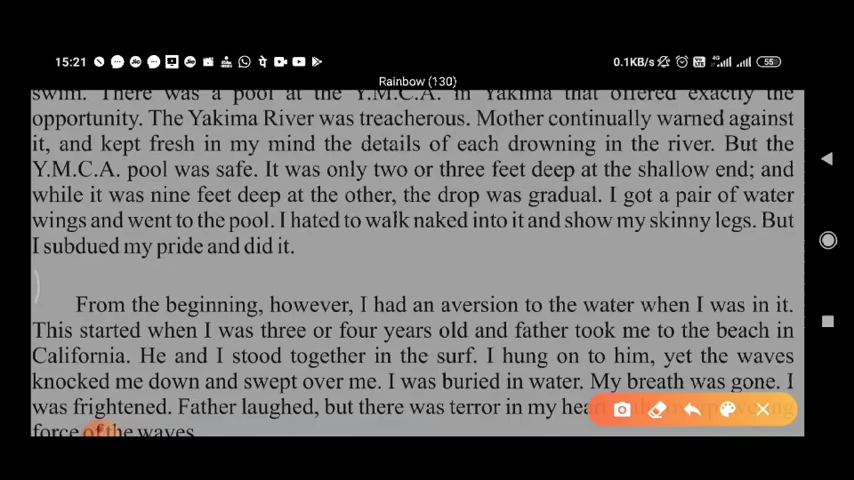 15:21 0.1KB/s 4G 55
Rainbow (130)
swim. There was a pool at the Y.M.C.A. in Yakima that offered exactly the
opportunity. The Yakima River was treacherous. Mother continually warned against
it, and kept fresh in my mind the details of each drowning in the river. But the
Y.M.C.A. pool was safe. It was only two or three feet deep at the shallow end; and
while it was nine feet deep at the other, the drop was gradual. I got a pair of water
wings and went to the pool. I hated to walk naked into it and show my skinny legs. But
I subdued my pride and did it.
From the beginning, however, I had an aversion to the water when I was in it.
This started when I was three or four years old and father took me to the beach in
California. He and I stood together in the surf. I hung on to him, yet the waves
knocked me down and swept over me. I was buried in water. My breath was gone. I
was frightened. Father laughed, but there was terror in my
force of the waves.